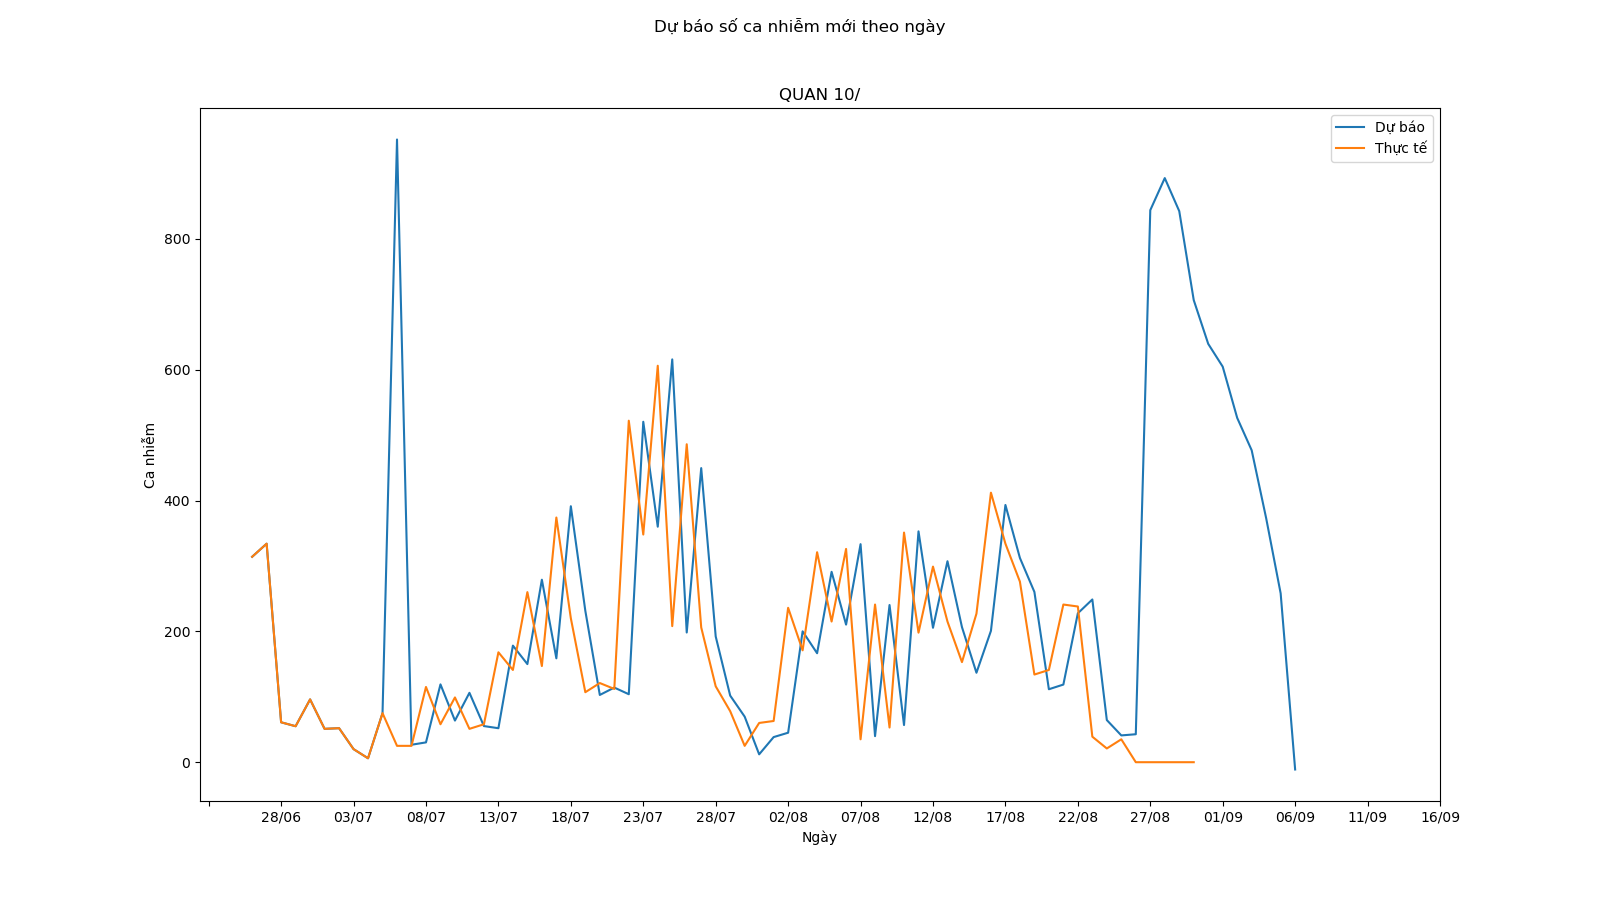 Dự báo số ca nhiễm mới theo ngày
QUAN 10/
Dự báo
Thực tế
800
600
400
200
0
Ca nhiễm
28/06 03/07 08/07 13/07 18/07 23/07 28/07 02/08 07/08 12/08 17/08 22/08 27/08 01/09 06/09 11/09 16/09
Ngày